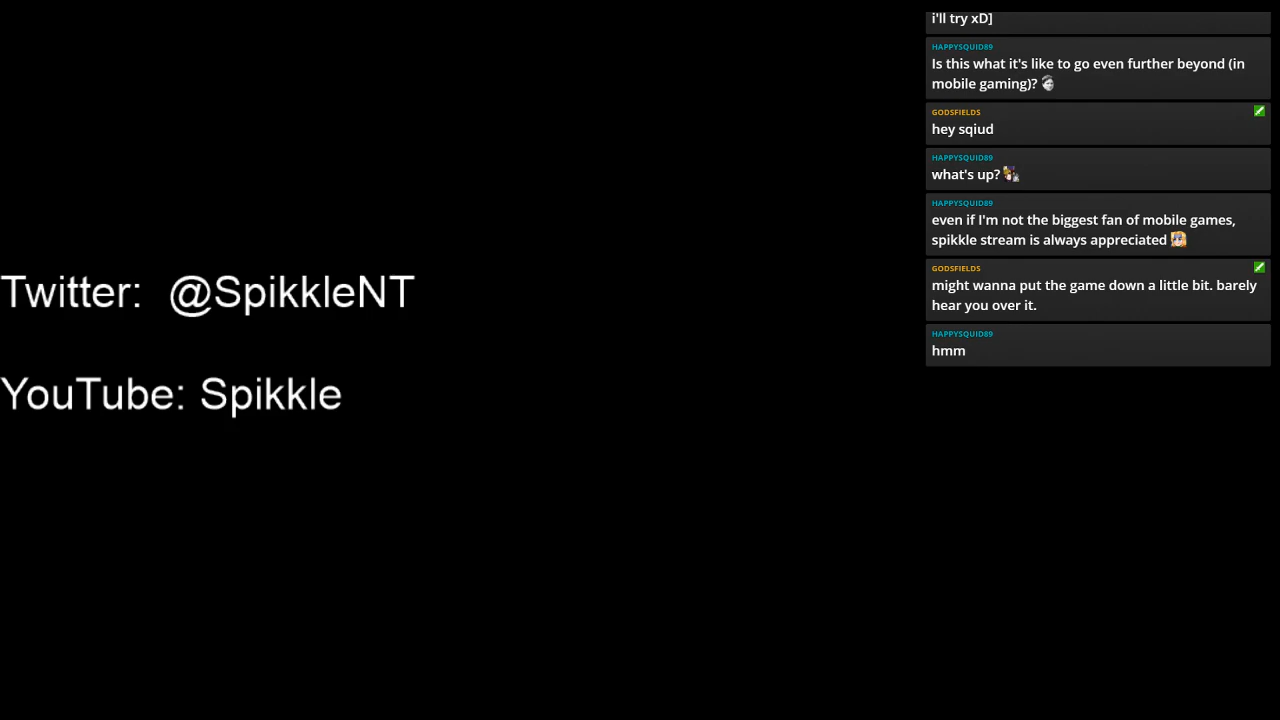 Twitter:  @SpikkleNT
YouTube: Spikkle
i'll try xD]
HAPPYSQUID89
Is this what it's like to go even further beyond (in
mobile gaming)?
GODSFIELDS
hey sqiud
HAPPYSQUID89
what's up?
HAPPYSQUID89
even if I'm not the biggest fan of mobile games,
spikkle stream is always appreciated
GODSFIELDS
might wanna put the game down a little bit. barely
hear you over it.
HAPPYSQUID89
hmm